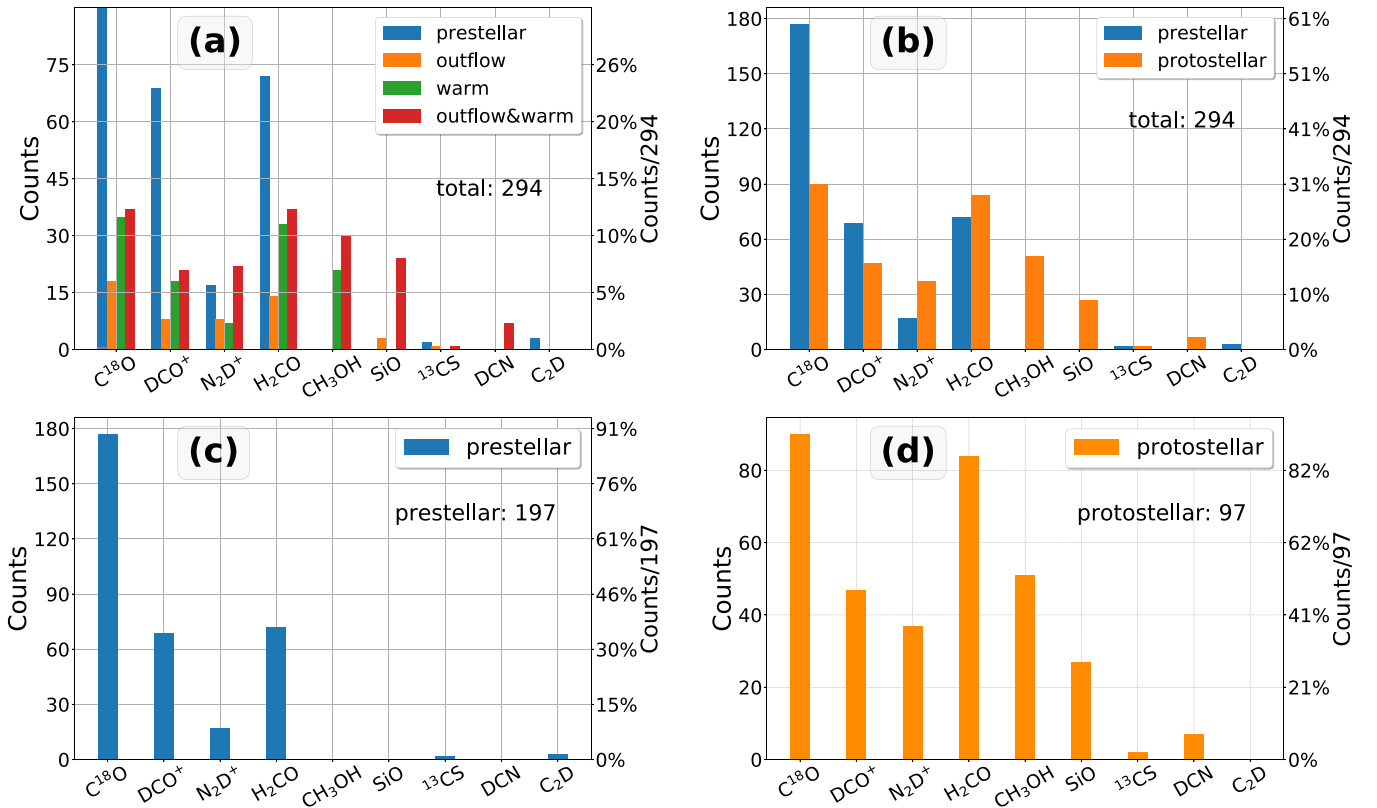 (a)
prestellar
outflow
warm
outflow&warm
total: 294
Counts
75
60
45
30
15
0
26%
20%
15%
10%
5%
0%
Counts/294
C¹⁸O DCO⁺ N₂D⁺ H₂CO CH₃OH SiO ¹³CS DCN C₂D
(b)
prestellar
protostellar
total: 294
Counts
180
150
120
90
60
30
0
61%
51%
41%
31%
20%
10%
0%
Counts/294
C¹⁸O DCO⁺ N₂D⁺ H₂CO CH₃OH SiO ¹³CS DCN C₂D
(c)
prestellar
prestellar: 197
Counts
180
150
120
90
60
30
0
91%
76%
61%
46%
30%
15%
0%
Counts/197
C¹⁸O DCO⁺ N₂D⁺ H₂CO CH₃OH SiO ¹³CS DCN C₂D
(d)
protostellar
protostellar: 97
Counts
80
60
40
20
0
82%
62%
41%
21%
0%
Counts/97
C¹⁸O DCO⁺ N₂D⁺ H₂CO CH₃OH SiO ¹³CS DCN C₂D